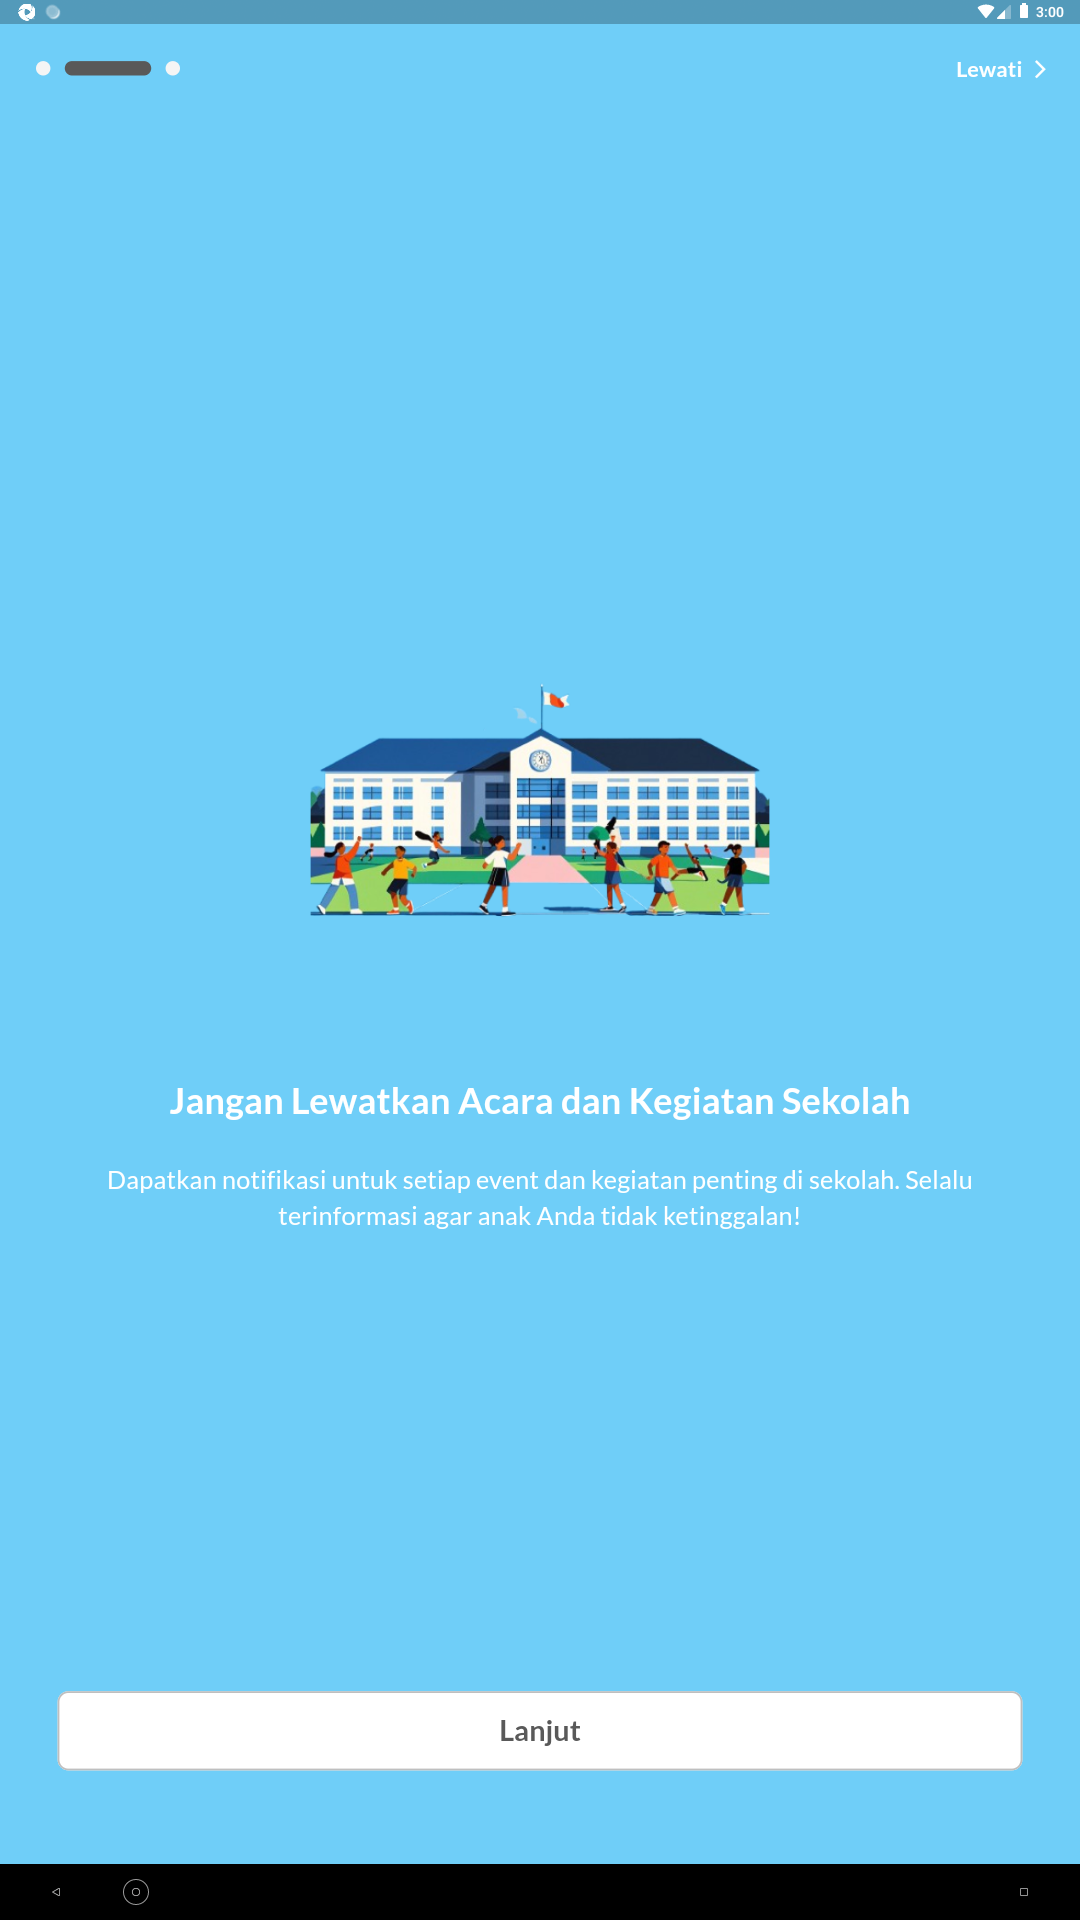 3:00
Lewati
Jangan Lewatkan Acara dan Kegiatan Sekolah
Dapatkan notifikasi untuk setiap event dan kegiatan penting di sekolah. Selalu
terinformasi agar anak Anda tidak ketinggalan!
Lanjut